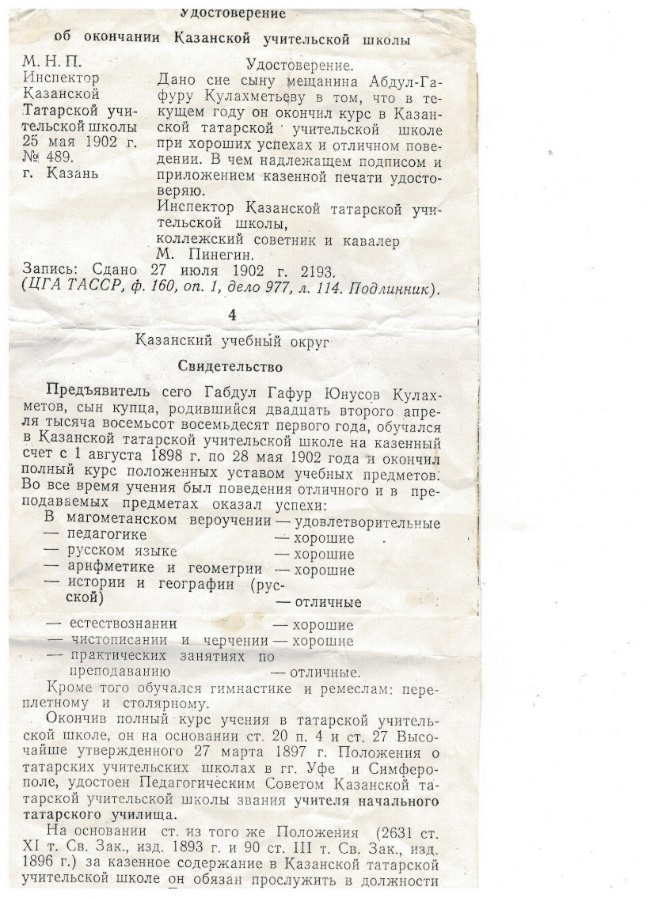 Удостоверение
об окончании Казанской учительской школы
М. Н. П.
Инспектор
Казанской
Татарской учи-
тельской школы
25 мая 1902 г.
№ 489.
г. Казань
Удостоверение.
Дано сие сыну мещанина Абдул-Га-
фуру Кулахметьеву в том, что в те-
кущем году он окончил курс в Казан-
ской татарской учительской школе
при хороших успехах и отличном пове-
дении. В чем надлежащем подписом и
приложением казенной печати удосто-
веряю.
Инспектор Казанской татарской учи-
тельской школы,
коллежский советник и кавалер
М. Пинегин.
Запись: Сдано 27 июля 1902 г. 2193.
(ЦГА ТАССР, ф. 160, оп. 1, дело 977, л. 114. Подлинник).
4
Казанский учебный округ
Свидетельство
Предъявитель сего Габдул Гафур Юнусов Кулах-
метов, сын купца, родившийся двадцать второго апре-
ля тысяча восемьсот восемьдесят первого года, обучался
в Казанской татарской учительской школе на казенный
счет с 1 августа 1898 г. по 28 мая 1902 года и окончил
полный курс положенных уставом учебных предметов.
Во все время учения был поведения отличного и в пре-
подаваемых предметах оказал успехи:
В магометанском вероучении — удовлетворительные
— педагогике — хорошие
— русском языке — хорошие
— арифметике и геометрии — хорошие
— истории и географии (рус-
ской) — отличные
— естествознании — хорошие
— чистописании и черчении — хорошие
— практических занятиях по
преподаванию — отличные.
Кроме того обучался гимнастике и ремеслам: пере-
плетному и столярному.
Окончив полный курс учения в татарской учитель-
ской школе, он на основании ст. 20 п. 4 и ст. 27 Высо-
чайше утвержденного 27 марта 1897 г. Положения о
татарских учительских школах в гг. Уфе и Симферо-
поле, удостоен Педагогическим Советом Казанской та-
тарской учительской школы звания учителя начального
татарского училища.
На основании ст. из того же Положения (2631 ст.
XI т. Св. Зак., изд. 1893 г. и 90 ст. III т. Св. Зак., изд.
1896 г.) за казенное содержание в Казанской татарской
учительской школе он обязан прослужить в должности